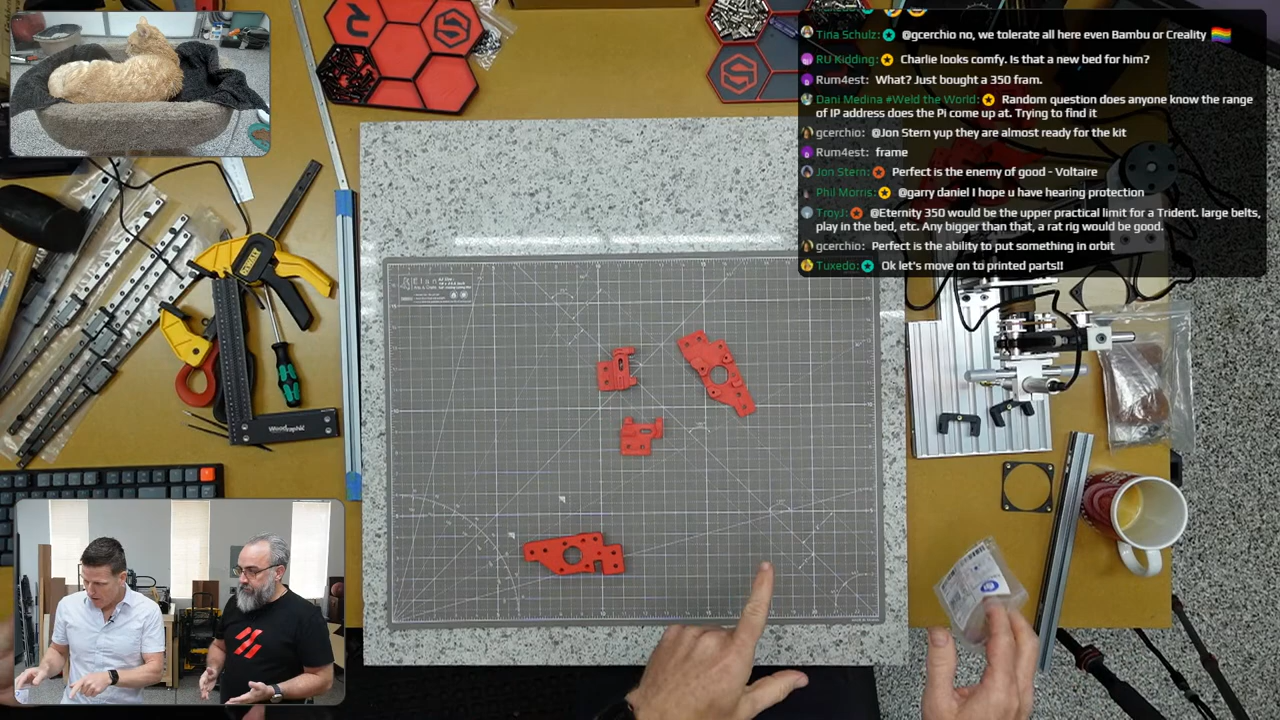 Tina Schulz: @gcerchio no, we tolerate all here even Bambu or Creality
RU Kidding: Charlie looks comfy. Is that a new bed for him?
Rum4est: What? Just bought a 350 fram.
Dani Medina #Weld the World: Random question does anyone know the range
of IP address does the Pi come up at. Trying to find it
gcerchio: @Jon Stern yup they are almost ready for the kit
Rum4est: frame
Jon Stern: Perfect is the enemy of good - Voltaire
Phil Morris: @garry daniel I hope u have hearing protection
TroyJ: @Eternity 350 would be the upper practical limit for a Trident. large belts,
play in the bed, etc. Any bigger than that, a rat rig would be good.
gcerchio: Perfect is the ability to put something in orbit
Tuxedo: Ok let's move on to printed parts!!
DEWALT
Elan